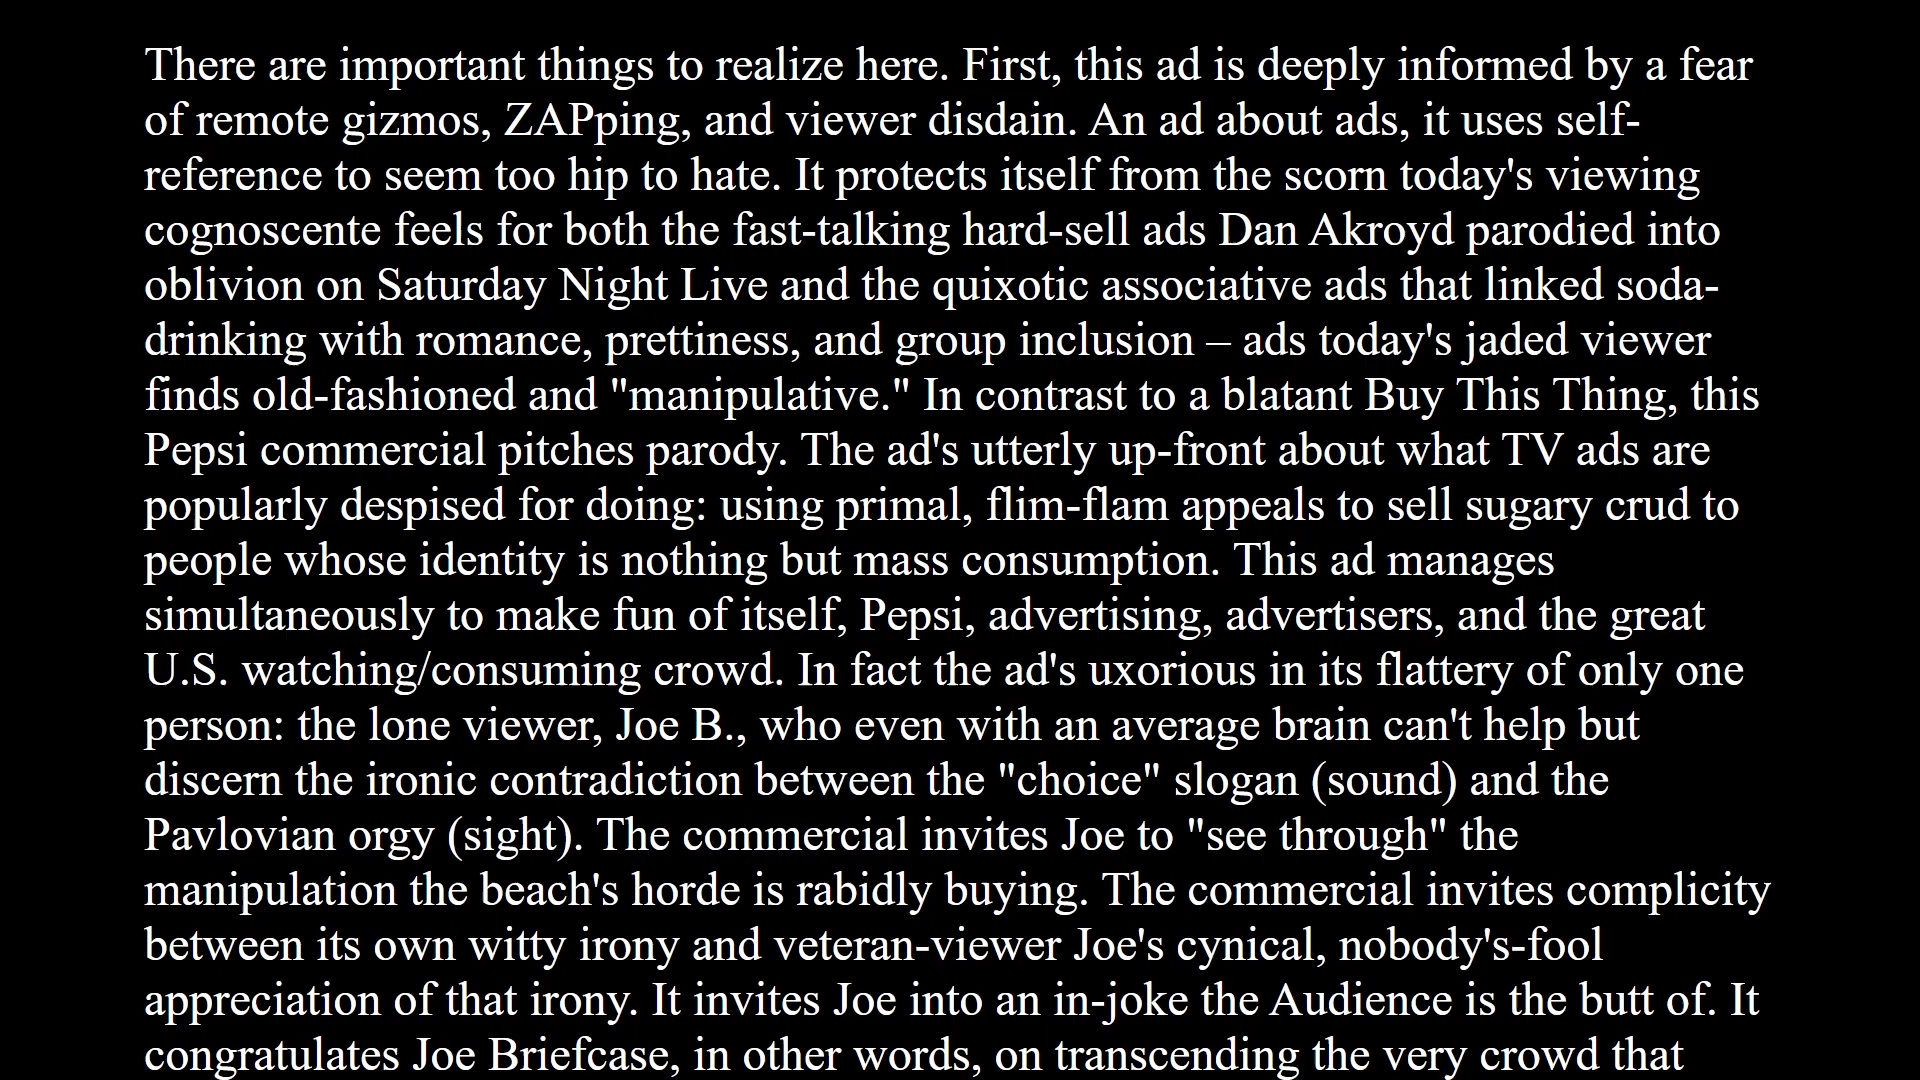 There are important things to realize here. First, this ad is deeply informed by a fear
of remote gizmos, ZAPping, and viewer disdain. An ad about ads, it uses self-
reference to seem too hip to hate. It protects itself from the scorn today's viewing
cognoscente feels for both the fast-talking hard-sell ads Dan Akroyd parodied into
oblivion on Saturday Night Live and the quixotic associative ads that linked soda-
drinking with romance, prettiness, and group inclusion – ads today's jaded viewer
finds old-fashioned and "manipulative." In contrast to a blatant Buy This Thing, this
Pepsi commercial pitches parody. The ad's utterly up-front about what TV ads are
popularly despised for doing: using primal, flim-flam appeals to sell sugary crud to
people whose identity is nothing but mass consumption. This ad manages
simultaneously to make fun of itself, Pepsi, advertising, advertisers, and the great
U.S. watching/consuming crowd. In fact the ad's uxorious in its flattery of only one
person: the lone viewer, Joe B., who even with an average brain can't help but
discern the ironic contradiction between the "choice" slogan (sound) and the
Pavlovian orgy (sight). The commercial invites Joe to "see through" the
manipulation the beach's horde is rabidly buying. The commercial invites complicity
between its own witty irony and veteran-viewer Joe's cynical, nobody's-fool
appreciation of that irony. It invites Joe into an in-joke the Audience is the butt of. It
congratulates Joe Briefcase, in other words, on transcending the very crowd that